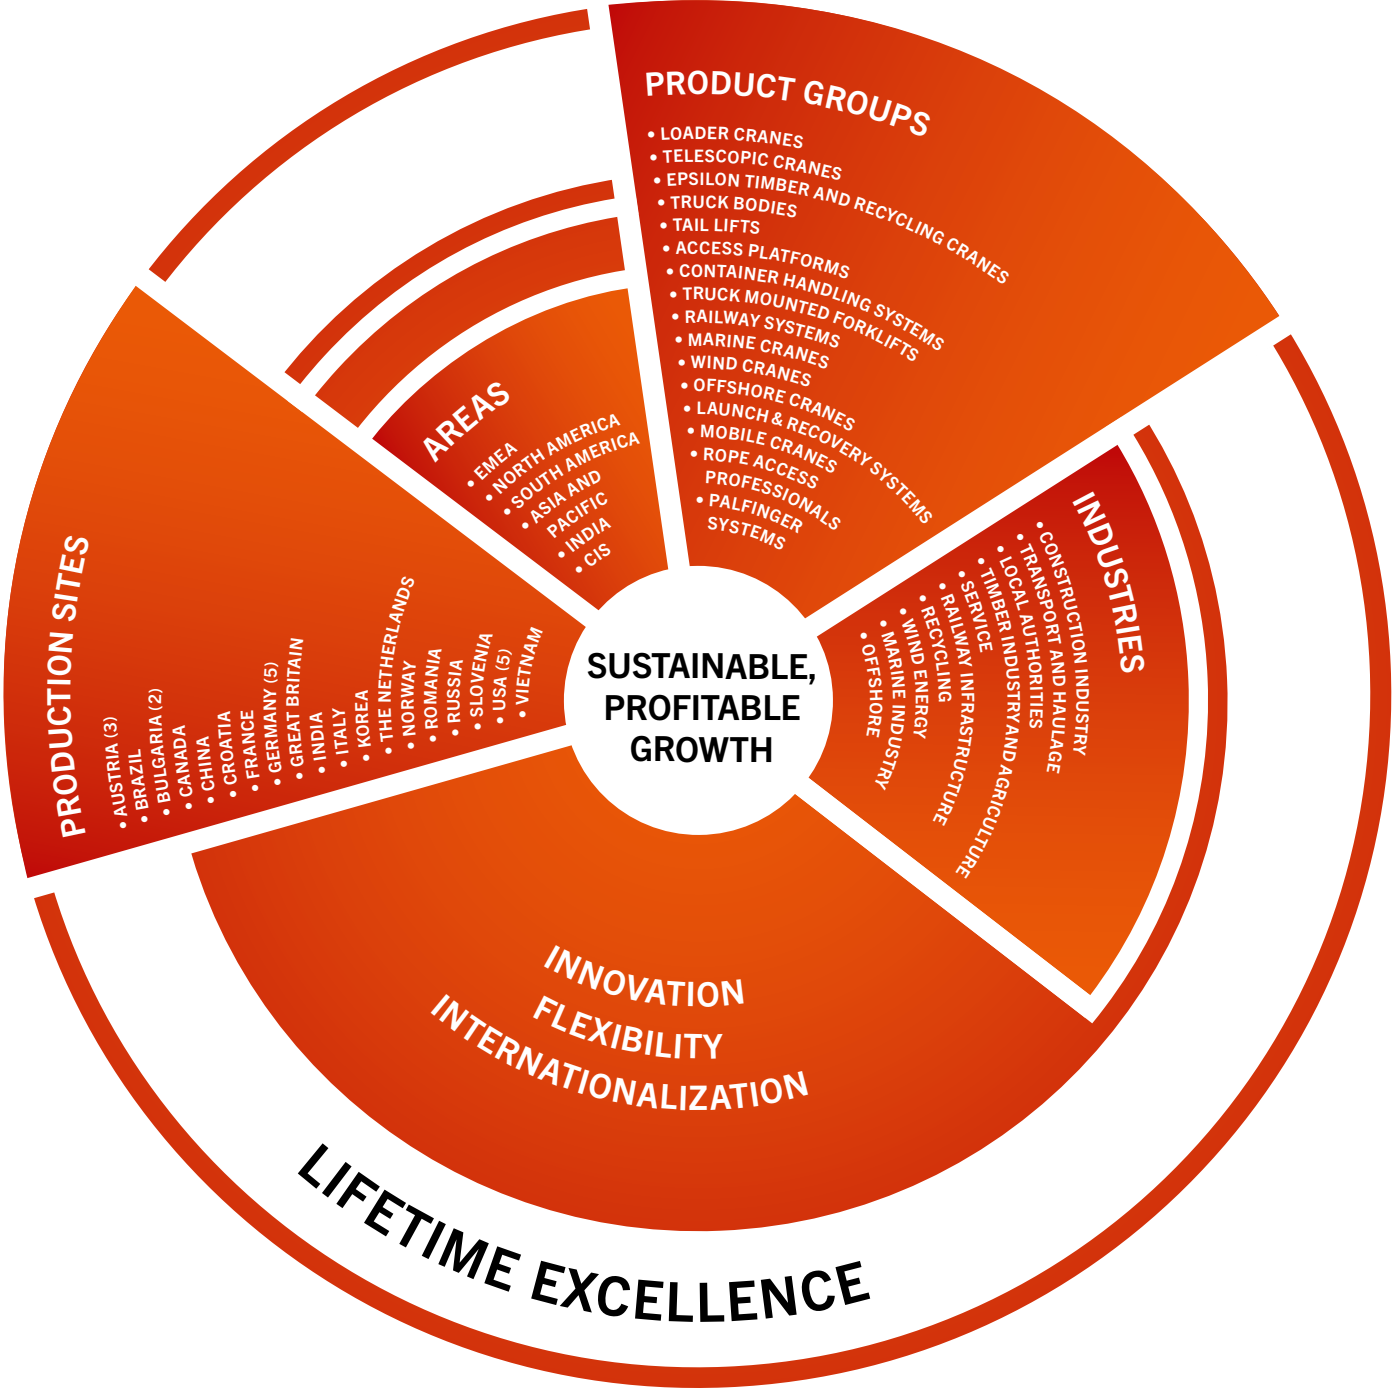 PRODUCT GROUPS
• LOADER CRANES
• TELESCOPIC CRANES
• EPSILON TIMBER AND RECYCLING CRANES
• TRUCK BODIES
• TAIL LIFTS
• ACCESS PLATFORMS
• CONTAINER HANDLING SYSTEMS
• TRUCK MOUNTED FORKLIFTS
• RAILWAY SYSTEMS
• MARINE CRANES
• WIND CRANES
• OFFSHORE CRANES
• LAUNCH & RECOVERY SYSTEMS
• MOBILE CRANES
• ROPE ACCESS
PROFESSIONALS
• PALFINGER
SYSTEMS
INDUSTRIES
• CONSTRUCTION INDUSTRY
• TRANSPORT AND HAULAGE
• LOCAL AUTHORITIES
• TIMBER INDUSTRY AND AGRICULTURE
• SERVICE
• RAILWAY INFRASTRUCTURE
• RECYCLING
• WIND ENERGY
• MARINE INDUSTRY
• OFFSHORE
AREAS
• EMEA
• NORTH AMERICA
• SOUTH AMERICA
• ASIA AND
PACIFIC
• INDIA
• CIS
PRODUCTION SITES
• AUSTRIA (3)
• BRAZIL
• BULGARIA (2)
• CANADA
• CHINA
• CROATIA
• FRANCE
• GERMANY (5)
• GREAT BRITAIN
• INDIA
• ITALY
• KOREA
• THE NETHERLANDS
• NORWAY
• ROMANIA
• RUSSIA
• SLOVENIA
• USA (5)
• VIETNAM
SUSTAINABLE,
PROFITABLE
GROWTH
INNOVATION
FLEXIBILITY
INTERNATIONALIZATION
LIFETIME EXCELLENCE